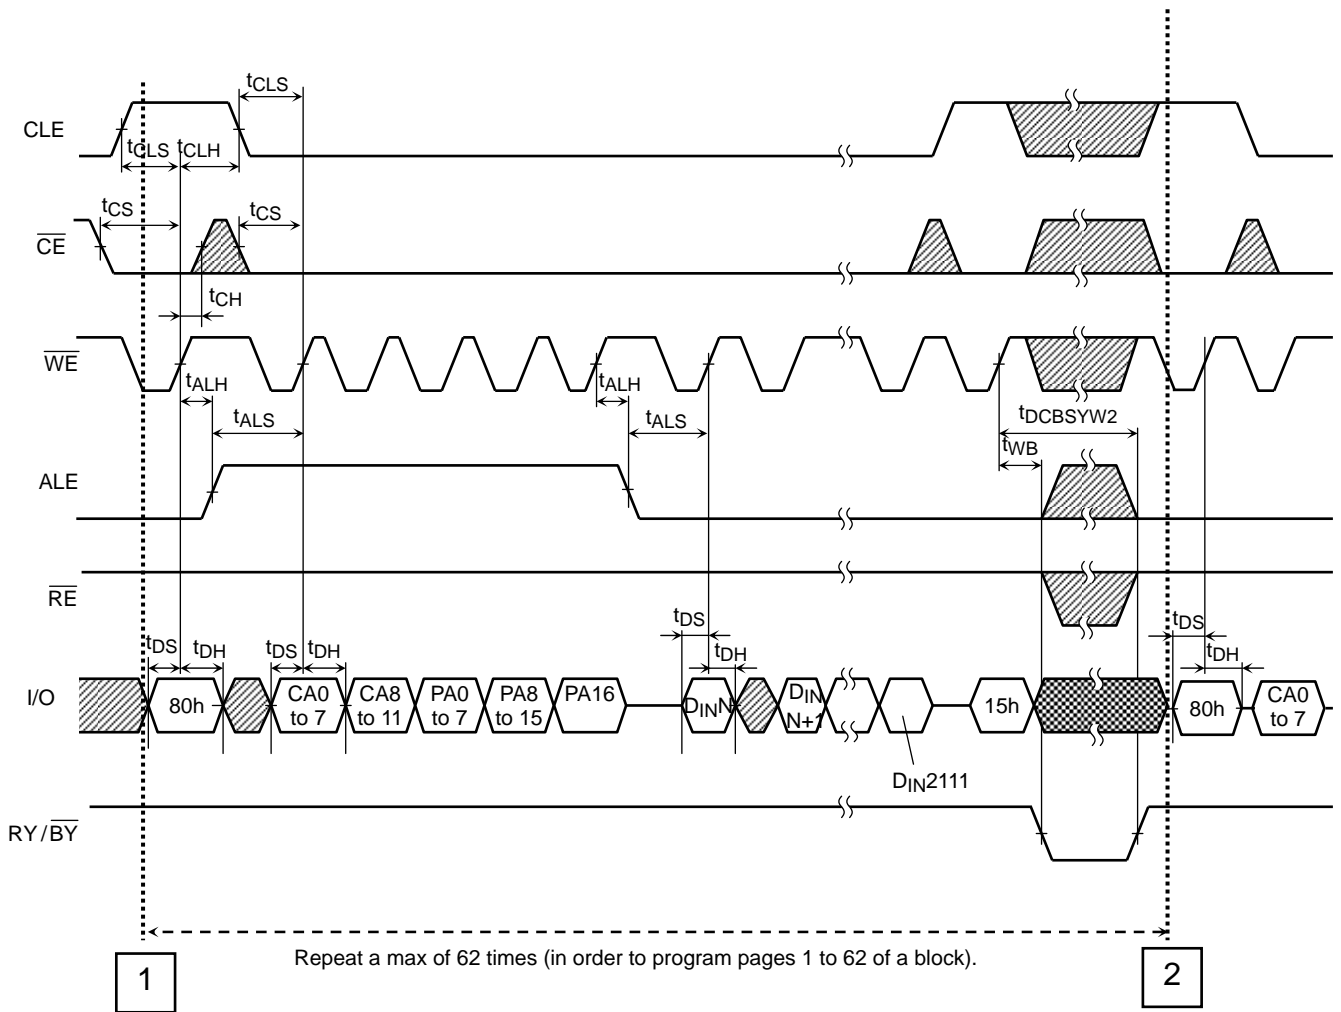 tCLS
CLE
tCLS tCLH
tCS tCS
CE
tCH
WE
tALH tALH
tALS tALS tDCBSYW2
tWB
ALE
RE
tDS tDH tDS tDH tDS tDH tDS tDH
I/O
80h
CA0 to 7
CA8 to 11
PA0 to 7
PA8 to 15
PA16
DINN
DIN N+1
15h
80h
CA0 to 7
DIN2111
RY/BY
Repeat a max of 62 times (in order to program pages 1 to 62 of a block).
1 2